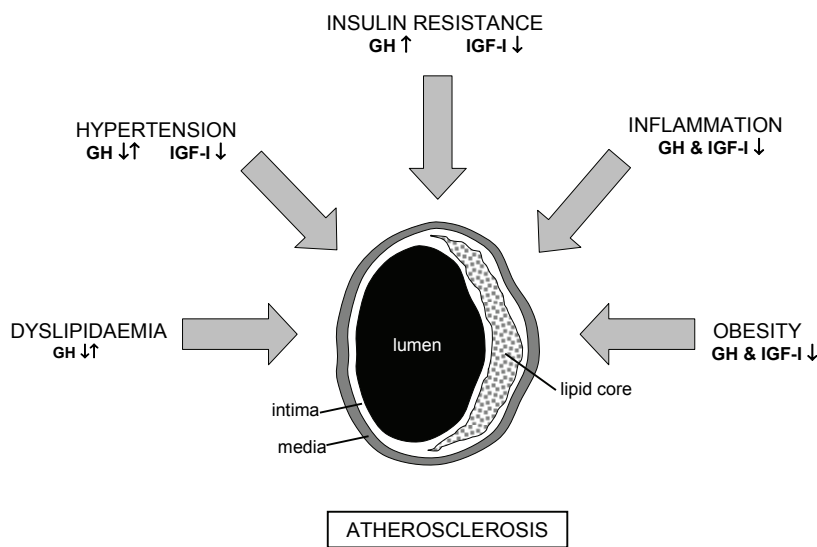 INSULIN RESISTANCE
GH ↑ IGF-I ↓
HYPERTENSION
GH ↓↑ IGF-I ↓
INFLAMMATION
GH & IGF-I ↓
DYSLIPIDAEMIA
GH ↓↑
lumen
OBESITY
GH & IGF-I ↓
lipid core
intima
media
ATHEROSCLEROSIS